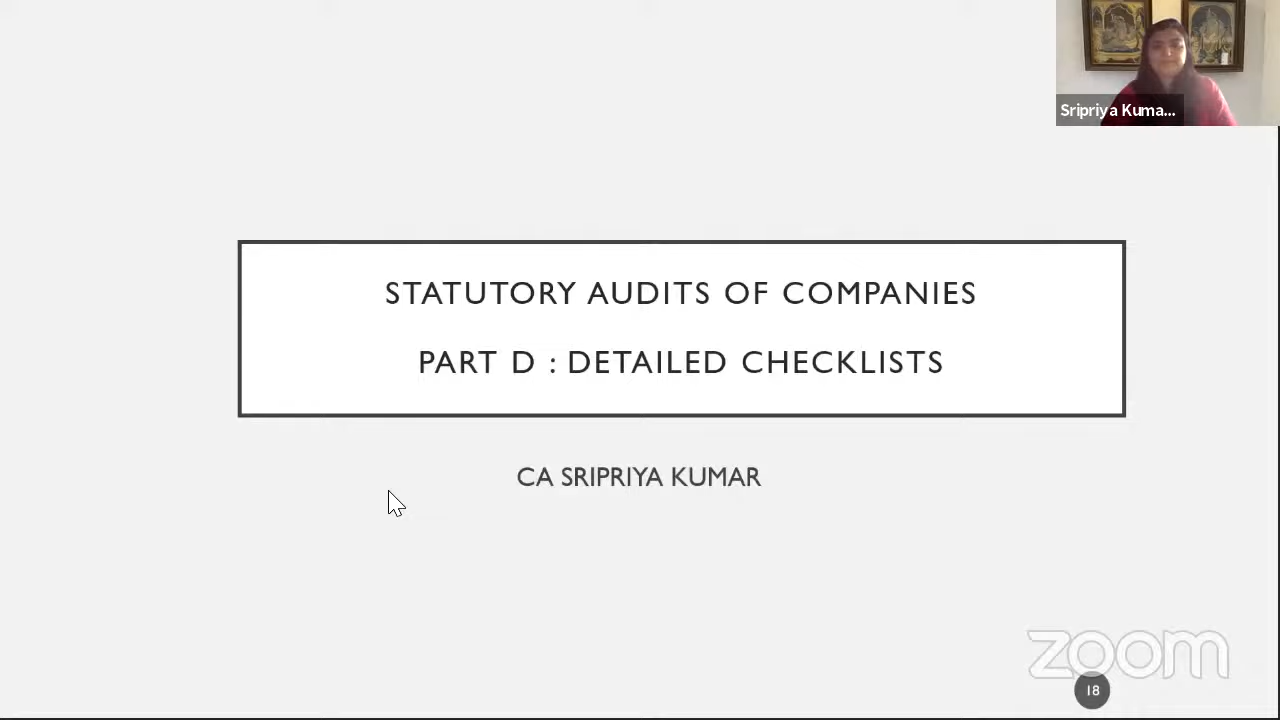 Sripriya Kuma...
STATUTORY AUDITS OF COMPANIES
PART D : DETAILED CHECKLISTS
CA SRIPRIYA KUMAR
zoom
18